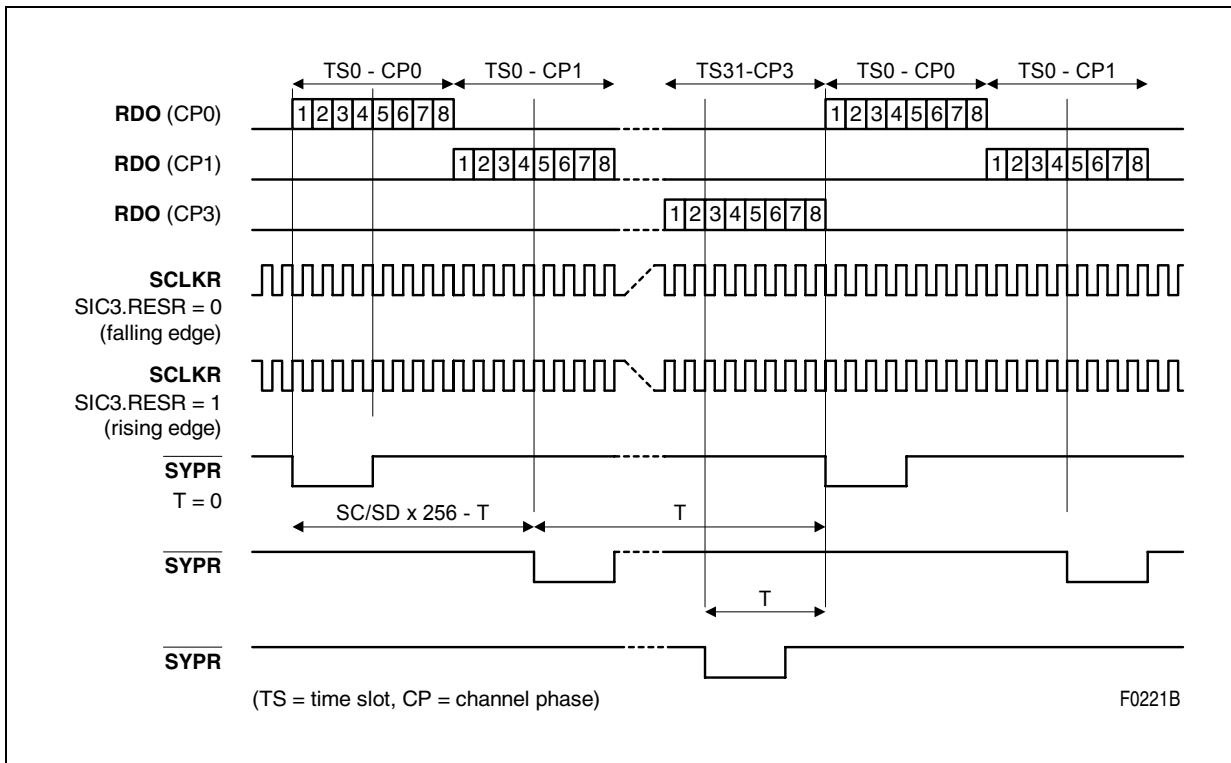 TS0 - CP0 TS0 - CP1 TS31-CP3 TS0 - CP0 TS0 - CP1
RDO (CP0) 1 2 3 4 5 6 7 8 1 2 3 4 5 6 7 8
RDO (CP1) 1 2 3 4 5 6 7 8 1 2 3 4 5 6 7 8
RDO (CP3) 1 2 3 4 5 6 7 8
SCLKR
SIC3.RESR = 0
(falling edge)
SCLKR
SIC3.RESR = 1
(rising edge)
SYPR
T = 0
SC/SD x 256 - T T
SYPR
T
SYPR
(TS = time slot, CP = channel phase) F0221B